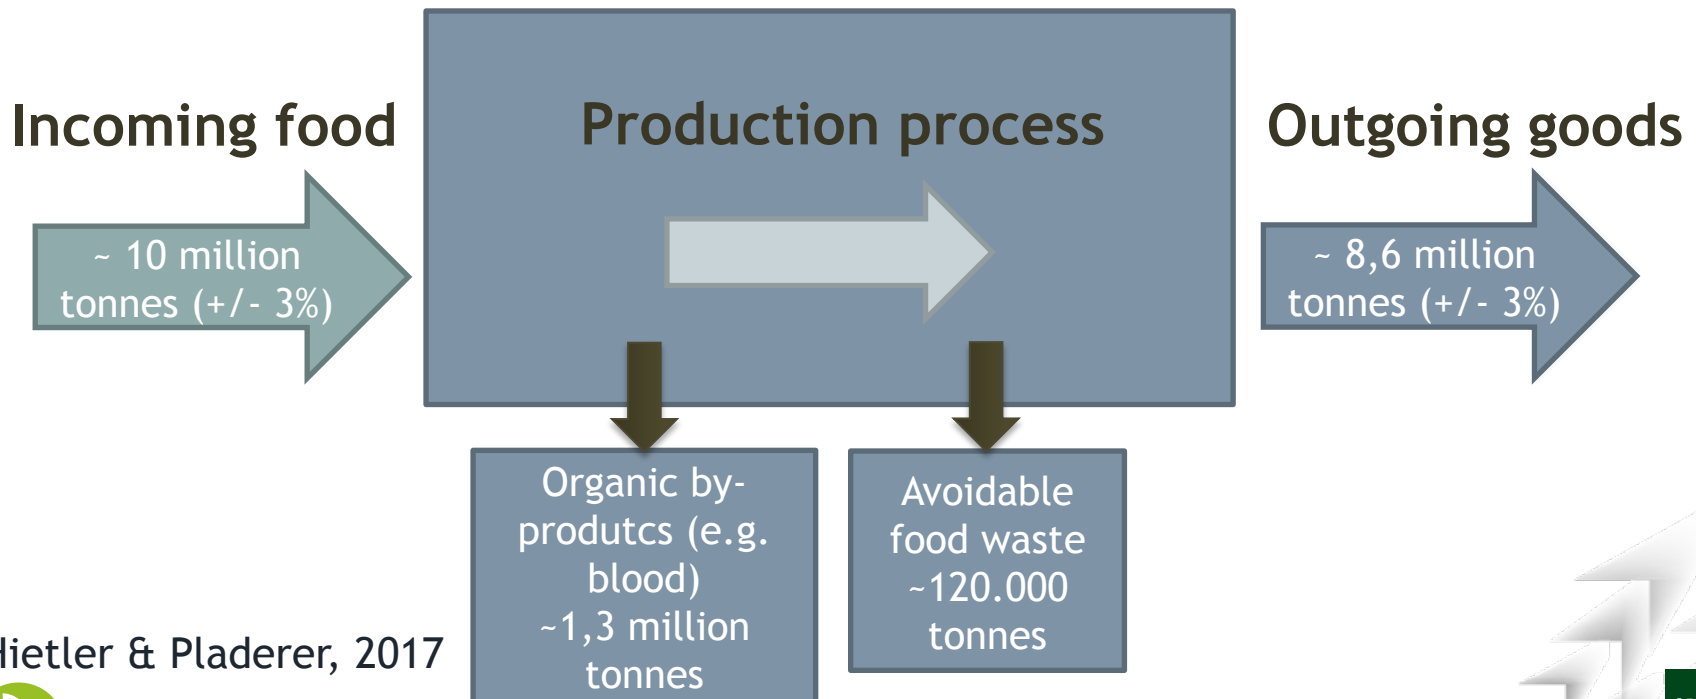 Incoming food
Production process
Outgoing goods
~ 10 million
tonnes (+/- 3%)
~ 8,6 million
tonnes (+/- 3%)
Organic by-
produtcs (e.g.
blood)
~1,3 million
tonnes
Avoidable
food waste
~120.000
tonnes
& Pladerer, 2017